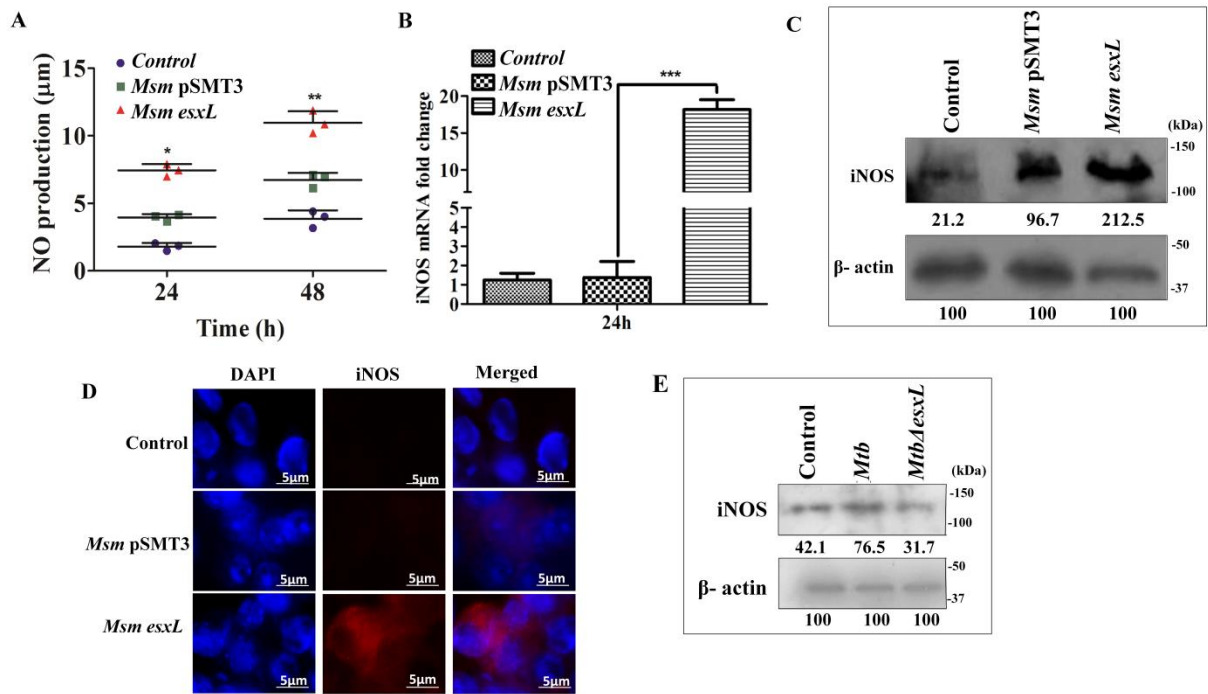 A
NO production (μm)
15
10
5
0
Control
Msm pSMT3
Msm esxL
*
**
24
48
Time (h)
B
iNOS mRNA fold change
20
15
10
5
4
3
2
1
0
Control
Msm pSMT3
Msm esxL
***
24h
C
Control
Msm pSMT3
Msm esxL
(kDa)
iNOS
-150
-100
21.2 96.7 212.5
β- actin
-50
-37
100 100 100
D
DAPI iNOS Merged
Control
5μm 5μm 5μm
Msm pSMT3
5μm 5μm 5μm
Msm esxL
5μm 5μm 5μm
E
Control
Mtb
MtbΔesxL
(kDa)
iNOS
-150
-100
42.1 76.5 31.7
β- actin
-50
-37
100 100 100